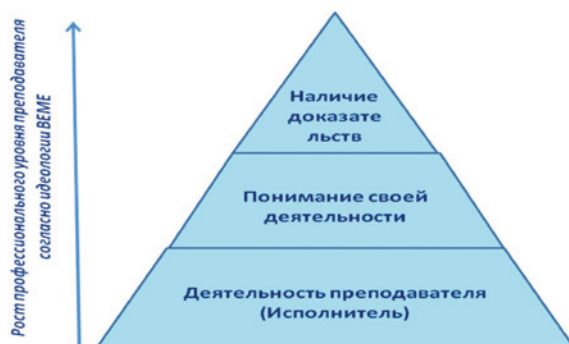 Рост профессионального уровня преподавателя
согласно идеологии BEME
Наличие
доказате
льств
Понимание своей
деятельности
Деятельность преподавателя
(Исполнитель)